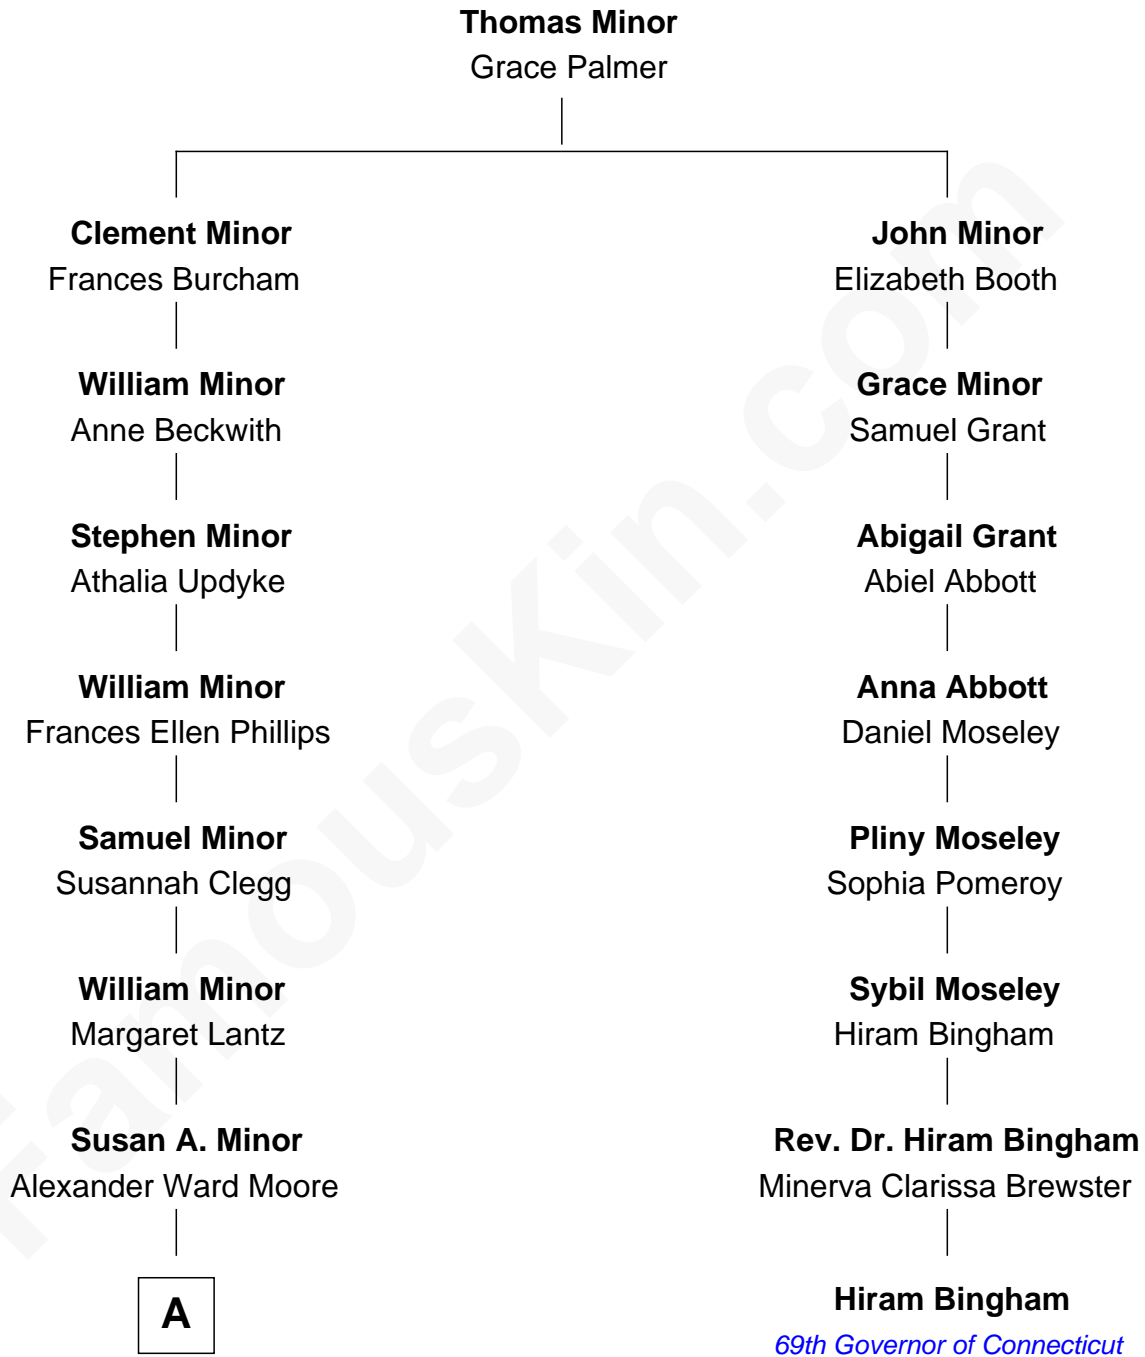 Thomas Minor
Grace Palmer
Clement Minor
Frances Burcham
John Minor
Elizabeth Booth
William Minor
Anne Beckwith
Grace Minor
Samuel Grant
Stephen Minor
Athalia Updyke
Abigail Grant
Abiel Abbott
William Minor
Frances Ellen Phillips
Anna Abbott
Daniel Moseley
Samuel Minor
Susannah Clegg
Pliny Moseley
Sophia Pomeroy
William Minor
Margaret Lantz
Sybil Moseley
Hiram Bingham
Susan A. Minor
Alexander Ward Moore
Rev. Dr. Hiram Bingham
Minerva Clarissa Brewster
A
Hiram Bingham
69th Governor of Connecticut
FamousKin.com